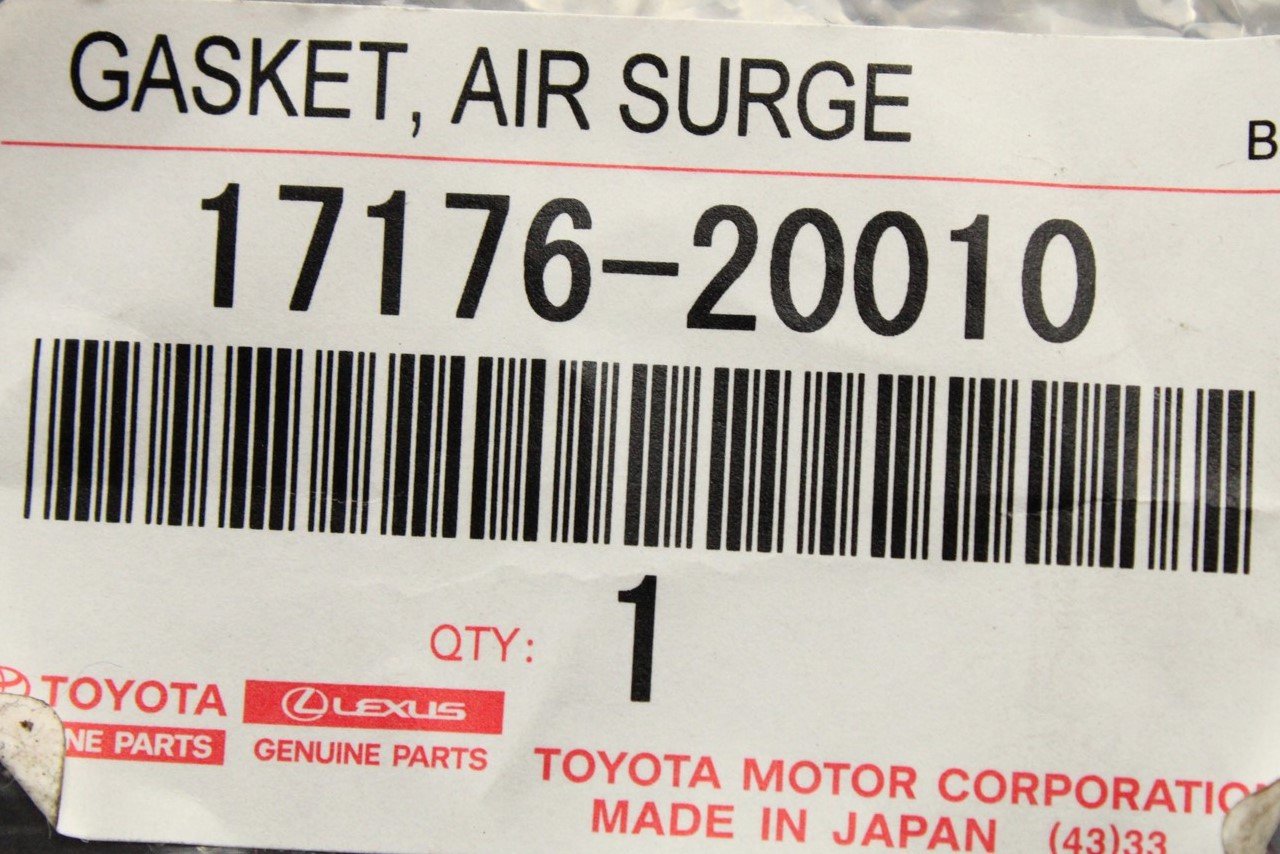 GASKET, AIR SURGE
B
17176-20010
QTY: 1
TOYOTA
NE PARTS
LEXUS
GENUINE PARTS
TOYOTA MOTOR CORPORATIO
MADE IN JAPAN (43)33